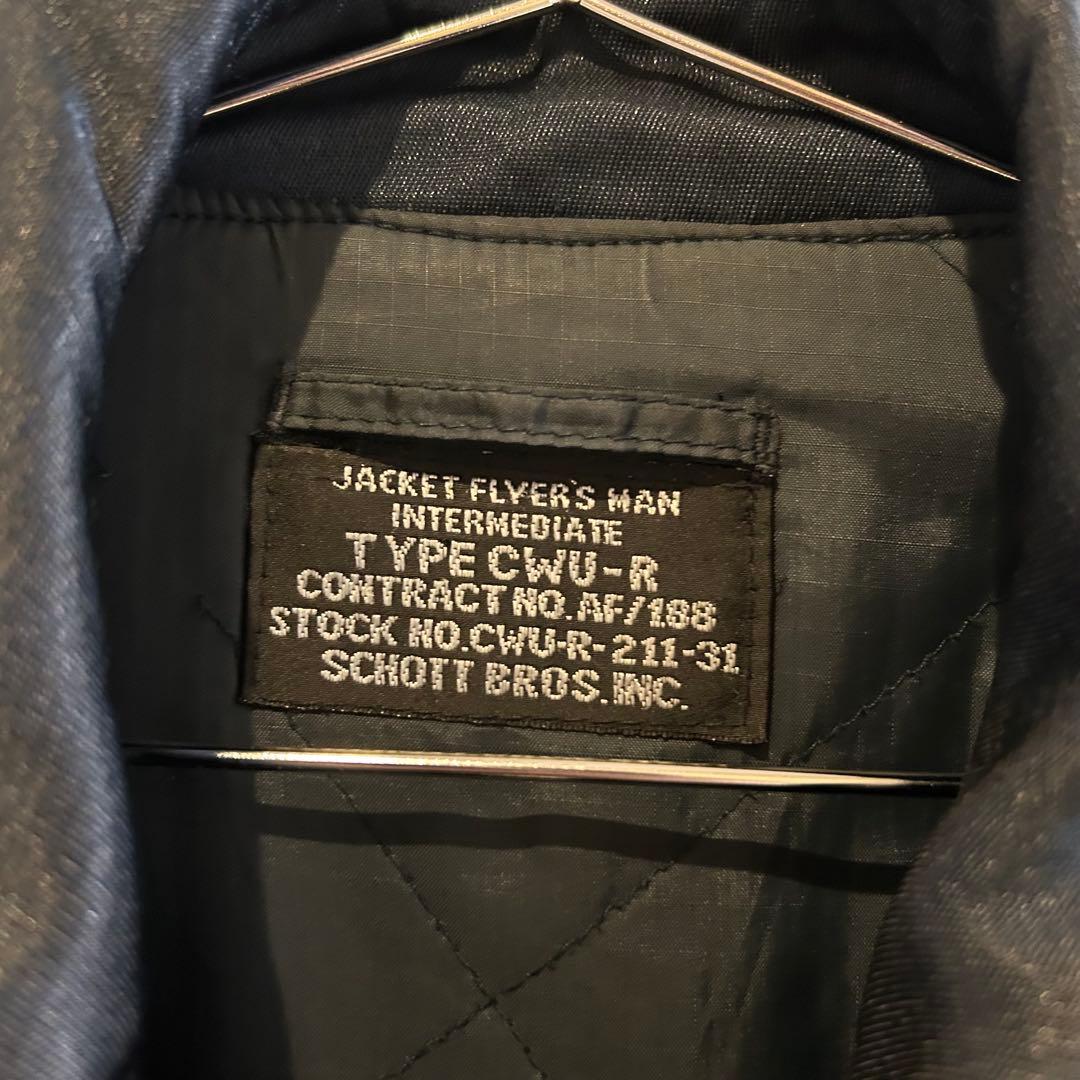 JACKET FLYER'S MAN
INTERMEDIATE
TYPE CWU-R
CONTRACT NO.AF/188
STOCK NO.CWU-R-211-31
SCHOTT BROS.INC.